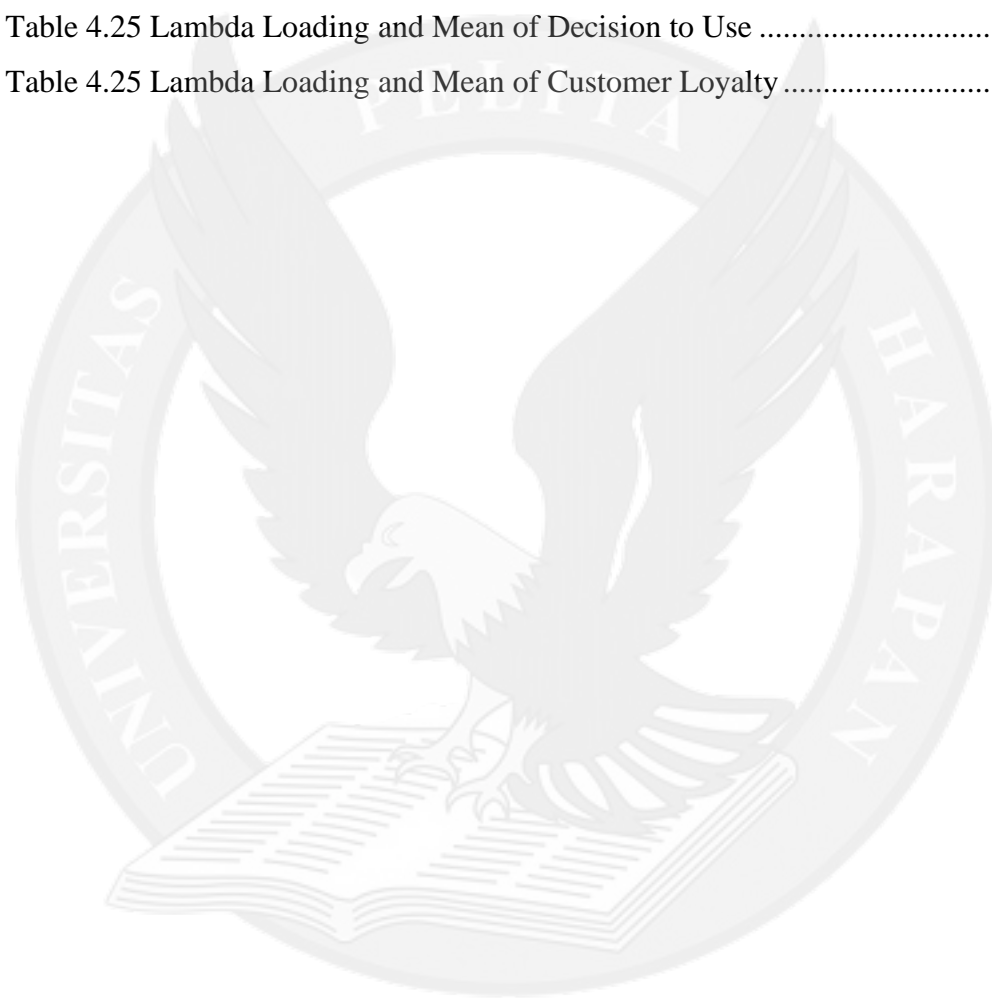 Table 4.25 Lambda Loading and Mean of Decision to Use ............................
Table 4.25 Lambda Loading and Mean of Customer Loyalty .........................
UNIVERSITAS PELITA HARAPAN